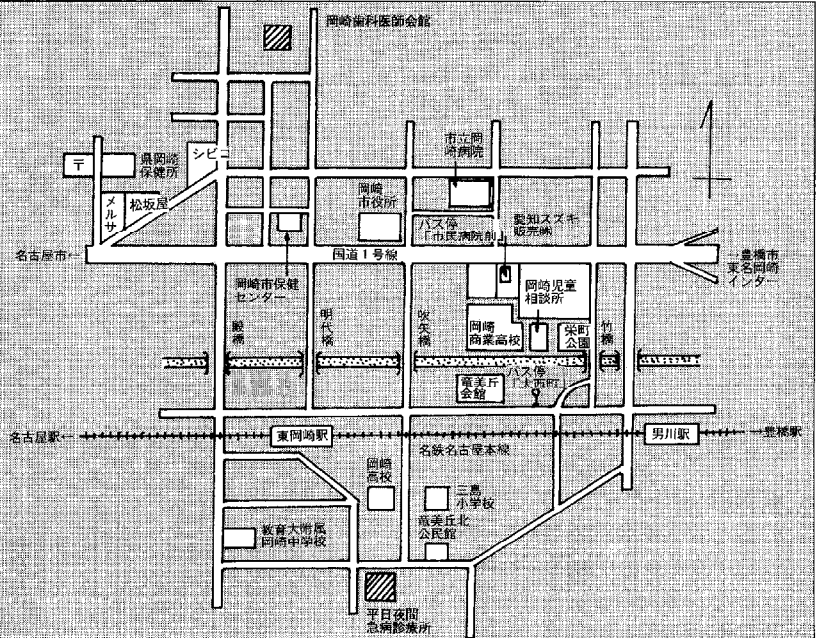 岡崎歯科医師会館
〒
県岡崎
保健所
シビコ
市立岡
崎病院
メルサ
松坂屋
岡崎
市役所
バス停
「市民病院前」
愛知スズキ
販売㈱
名古屋市←
国道1号線
→豊橋市
東名岡崎
インター
岡崎市保健
センター
岡崎児童
相談所
殿橋
明代橋
吹矢橋
岡崎
商業高校
栄町
公園
竹橋
竜美丘
会館
バス停
「大西町」
名古屋駅←
東岡崎駅
名鉄名古屋本線
男川駅
→豊橋駅
岡崎
高校
三島
小学校
竜美丘北
公民館
教育大附属
岡崎中学校
平日夜間
急病診療所